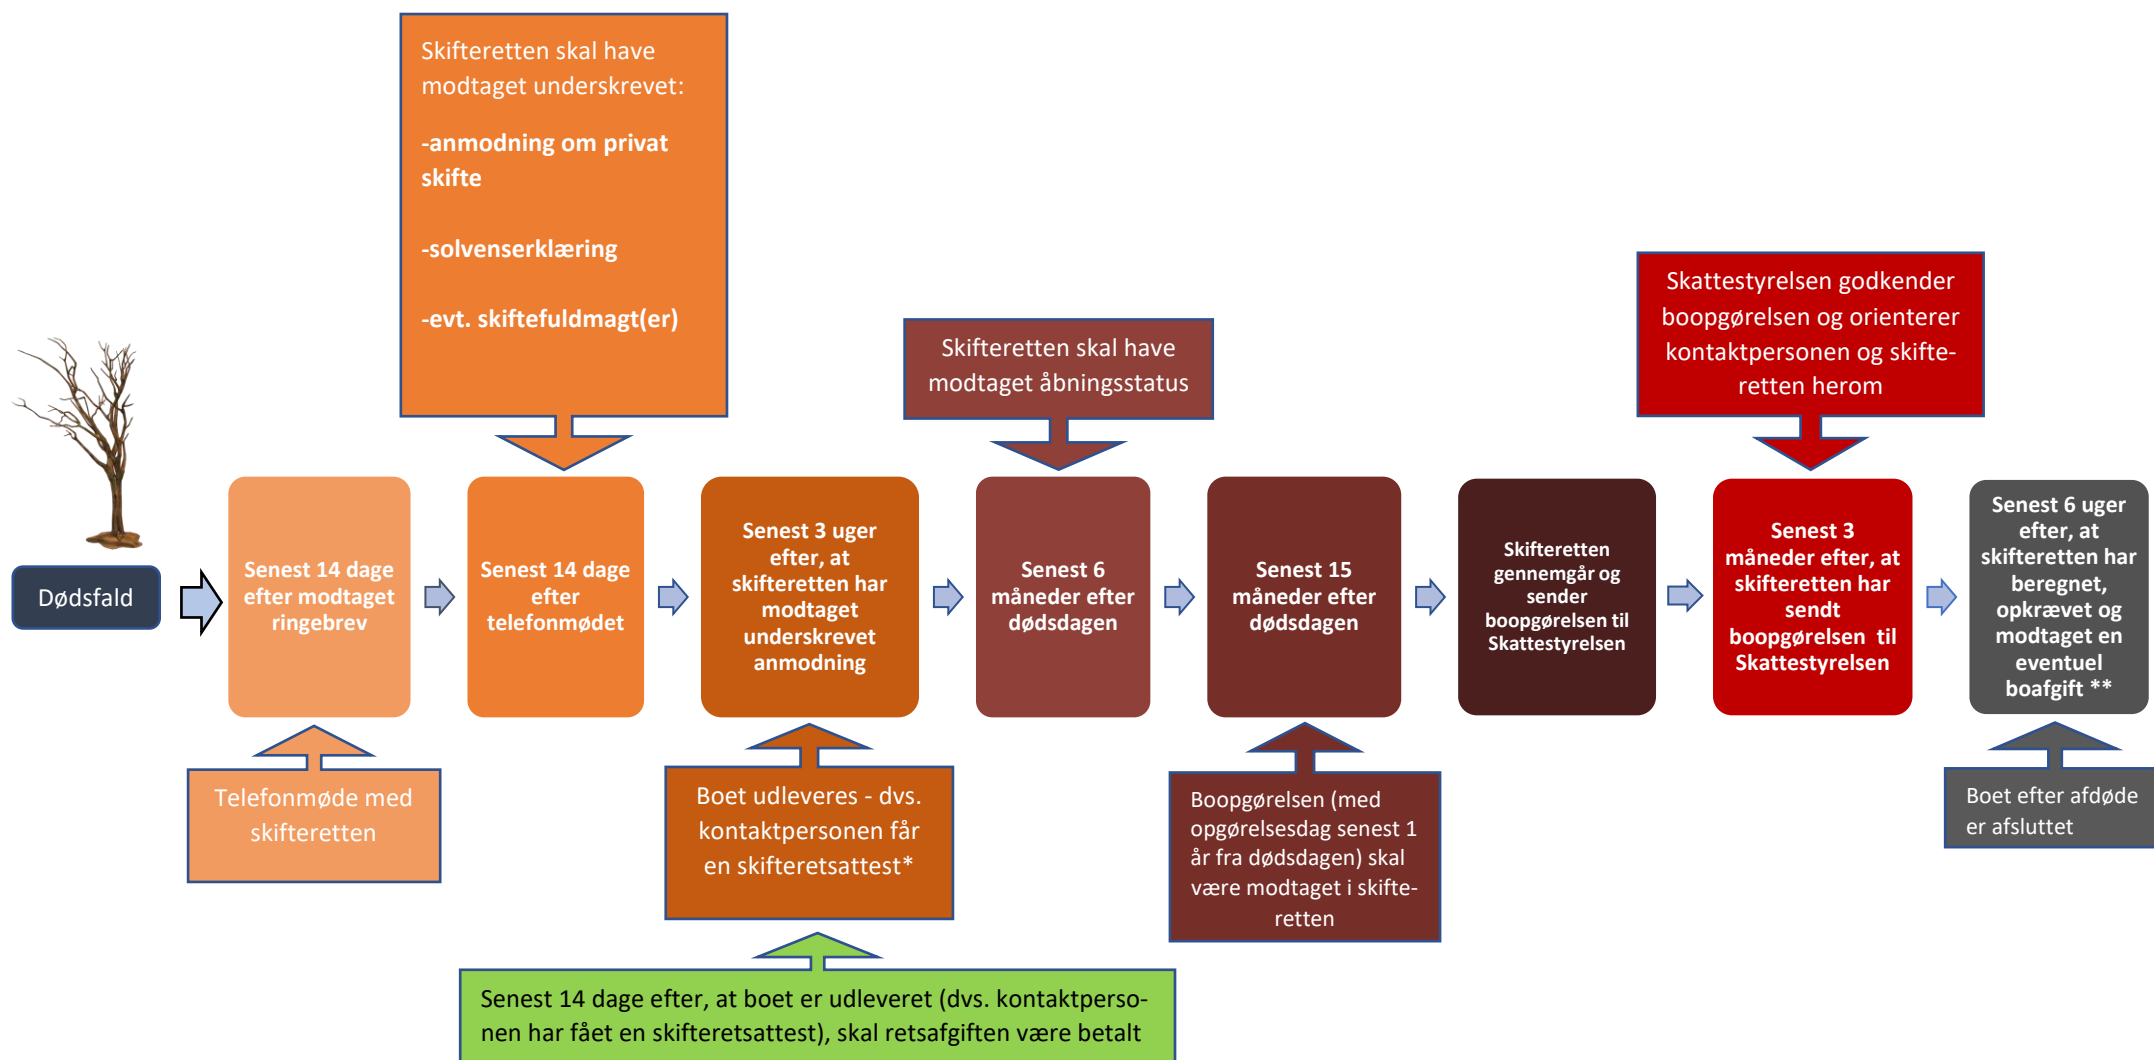 Skifteretten skal have
modtaget underskrevet:
-anmodning om privat
skifte
-solvenserklæring
-evt. skiftefuldmagt(er)
Skifteretten skal have
modtaget åbningsstatus
Skattestyrelsen godkender
boopgørelsen og orienterer
kontaktpersonen og skifte-
retten herom
Dødsfald
Senest 14 dage
efter modtaget
ringebrev
Senest 14 dage
efter
telefonmødet
Senest 3 uger
efter, at
skifteretten har
modtaget
underskrevet
anmodning
Senest 6
måneder efter
dødsdagen
Senest 15
måneder efter
dødsdagen
Skifteretten
gennemgår og
sender
boopgørelsen til
Skattestyrelsen
Senest 3
måneder efter, at
skifteretten har
sendt
boopgørelsen til
Skattestyrelsen
Senest 6 uger
efter, at
skifteretten har
beregnet,
opkrævet og
modtaget en
eventuel
boafgift **
Telefonmøde med
skifteretten
Boet udleveres - dvs.
kontaktpersonen får
en skifteretsattest*
Boopgørelsen (med
opgørelsesdag senest 1
år fra dødsdagen) skal
være modtaget i skifte-
retten
Boet efter afdøde
er afsluttet
Senest 14 dage efter, at boet er udleveret (dvs. kontaktperso-
nen har fået en skifteretsattest), skal retsafgiften være betalt